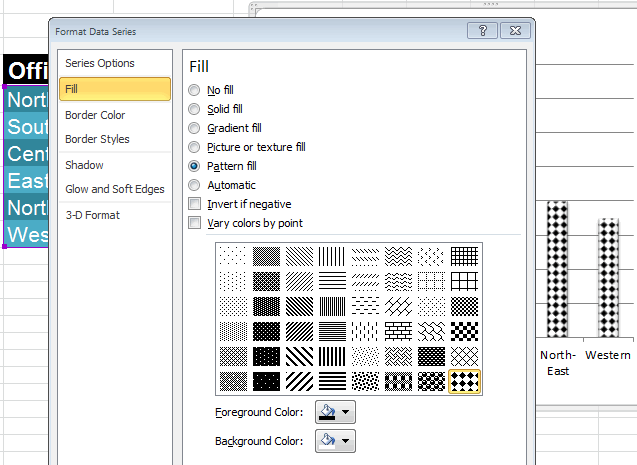 Format Data Series
Series Options
Fill
Border Color
Border Styles
Shadow
Glow and Soft Edges
3-D Format
Fill
No fill
Solid fill
Gradient fill
Picture or texture fill
Pattern fill
Automatic
Invert if negative
Vary colors by point
Foreground Color:
Background Color:
Offi
North
Sout
Cent
East
North
Wes
North-
East
Western